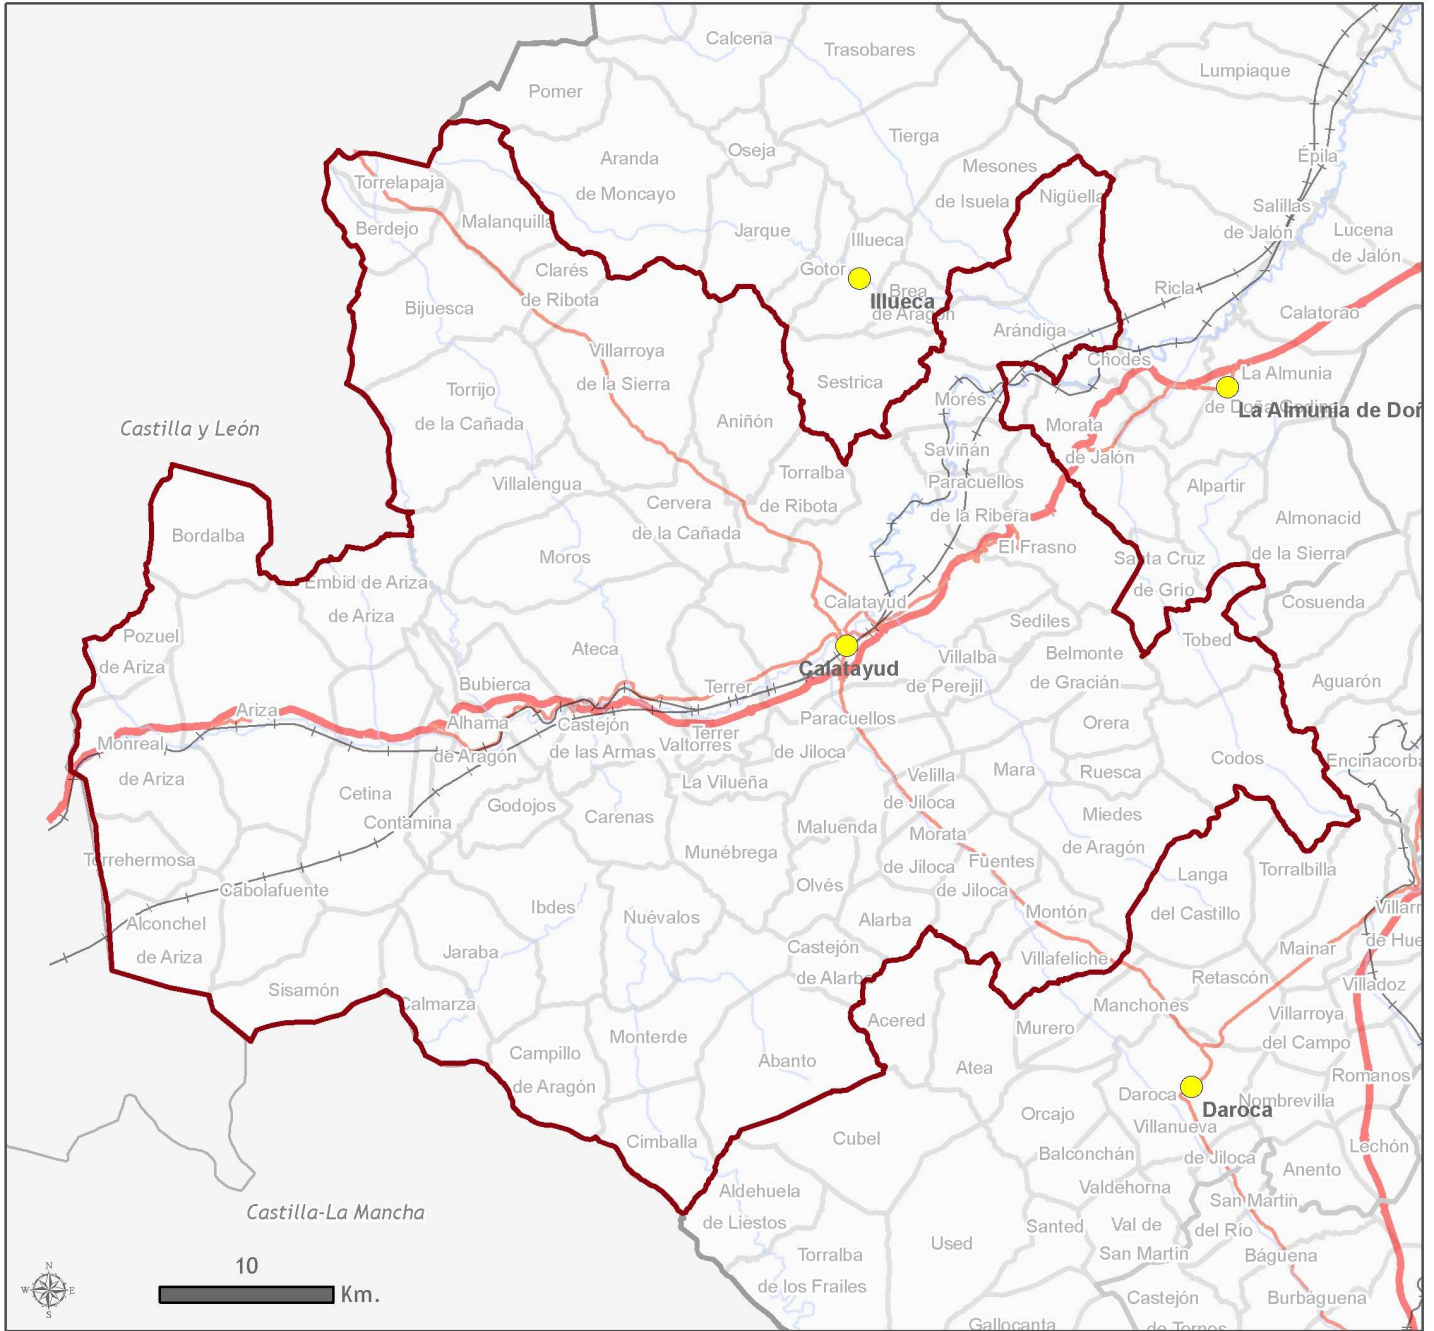 Calcena
Trasobares
Lumpiaque
Pomer
Tierga
Oseja
Aranda
de Moncayo
Mesones
de Isuela
Épila
Torrelapaja
Nigüella
Salillas
de Jalón
Berdejo
Malanquilla
Jarque
Illueca
Lucena
de Jalón
Gotor
Illueca
Clarés
de Ribota
Brea
de Aragón
Ricla
Bijuesca
Arándiga
Calatorao
Villarroya
de la Sierra
Chodes
La Almunia
de Doña Godina
La Almunia de Doñ
Torrijo
de la Cañada
Sestrica
Morés
Aniñón
Morata
de Jalón
Castilla y León
Saviñán
Torralba
de Ribota
Villalengua
Paracuellos
de la Ribera
Alpartir
Cervera
de la Cañada
Almonacid
de la Sierra
Bordalba
El Frasno
Moros
Santa Cruz
de Grío
Embid de Ariza
de Ariza
Calatayud
Calatayud
Cosuenda
Sediles
Pozuel
de Ariza
Tobed
Ateca
Villalba
de Perejil
Belmonte
de Gracián
Bubierca
Terrer
Aguarón
Ariza
Alhama
de Aragón
Castejón
de las Armas
Terrer
Paracuellos
de Jiloca
Orera
Monreal
de Ariza
Valtorres
Codos
Encinacorba
La Vilueña
Velilla
de Jiloca
Mara
Ruesca
Cetina
Godojos
Contamina
Carenas
Maluenda
Morata
de Jiloca
Miedes
de Aragón
Torrehermosa
Munébrega
Fuentes
de Jiloca
Cabolafuente
Olvés
Langa
del Castillo
Torralbilla
Ibdes
Nuévalos
Alarba
Montón
Villarr
de Hue
Alconchel
de Ariza
Castejón
de Alarba
Mainar
Jaraba
Villafeliche
Retascón
Villadoz
Sisamón
Calmarza
Manchones
Acered
Murero
Villarroya
del Campo
Monterde
Campillo
de Aragón
Abanto
Atea
Romanos
Daroca
Daroca
Nombrevilla
Orcajo
Villanueva
de Jiloca
Cimballa
Cubel
Balconchán
Lechón
Anento
Aldehuela
de Liestos
Valdehorna
San Martín
del Río
Castilla-La Mancha
Santed
Val de
San Martín
Used
Torralba
de los Frailes
Báguena
Castejón
de Tornos
Burbáguena
Gallocanta
N
W
E
S
10
Km.